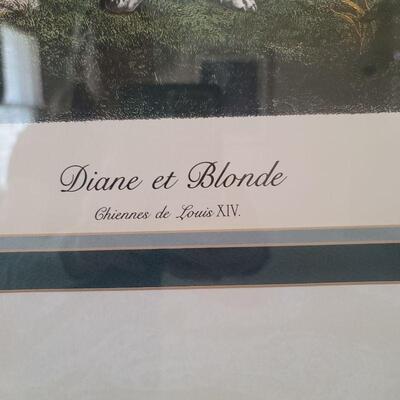 Diane et Blonde
Chiennes de Louis XIV.